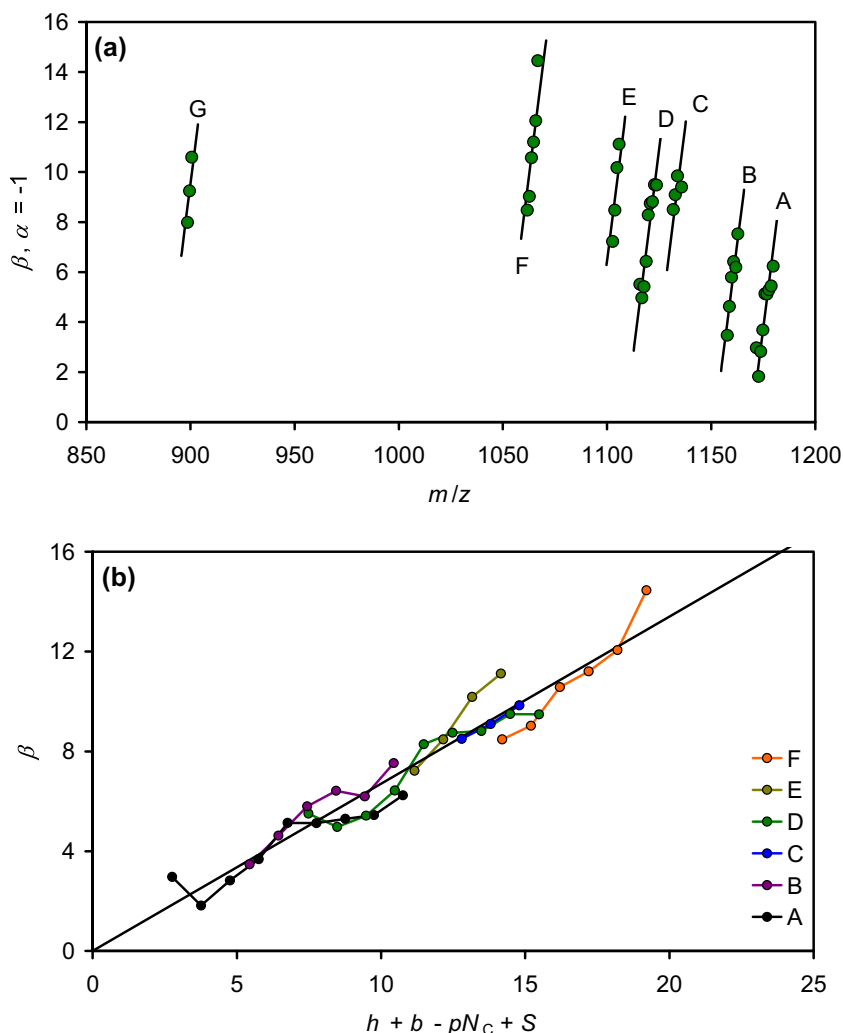 16
(a)
14
12
10
8
6
4
2
0
β, α = -1
G
F
E
D
C
B
A
850 900 950 1000 1050 1100 1150 1200
m/z
16
(b)
12
8
4
0
β
F
E
D
C
B
A
0 5 10 15 20 25
h + b - pN_C + S